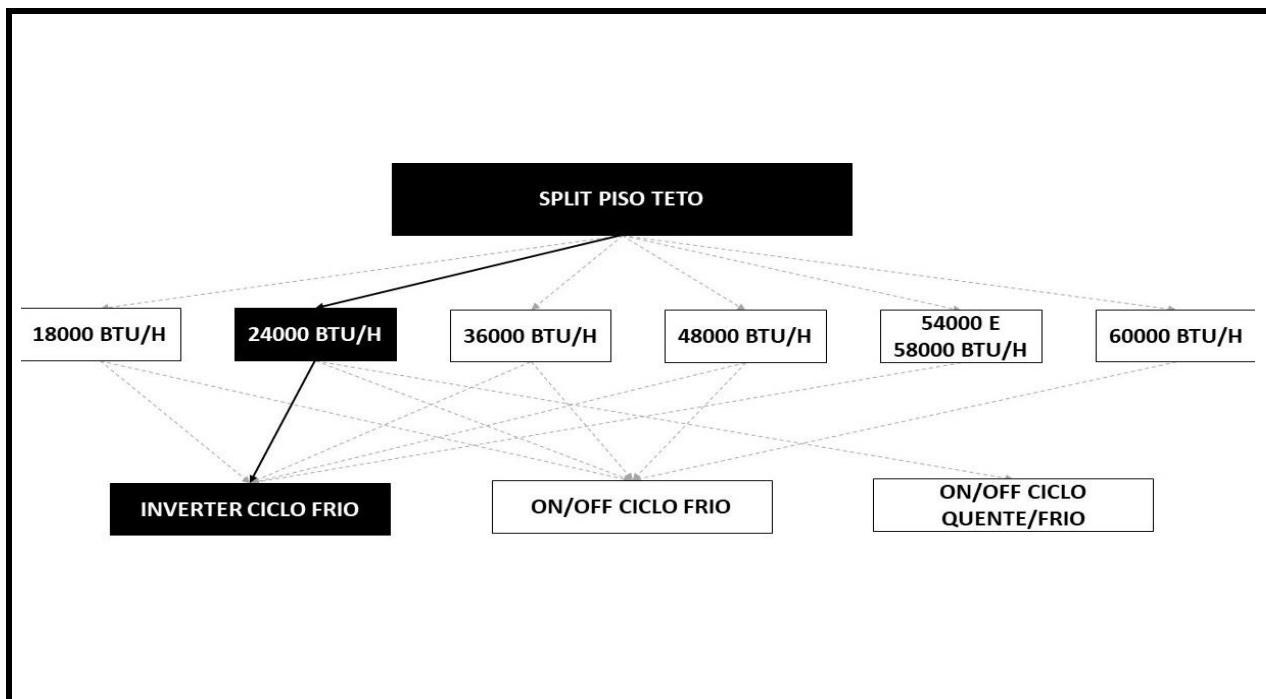 SPLIT PISO TETO
18000 BTU/H
24000 BTU/H
36000 BTU/H
48000 BTU/H
54000 E
58000 BTU/H
60000 BTU/H
INVERTER CICLO FRIO
ON/OFF CICLO FRIO
ON/OFF CICLO
QUENTE/FRIO